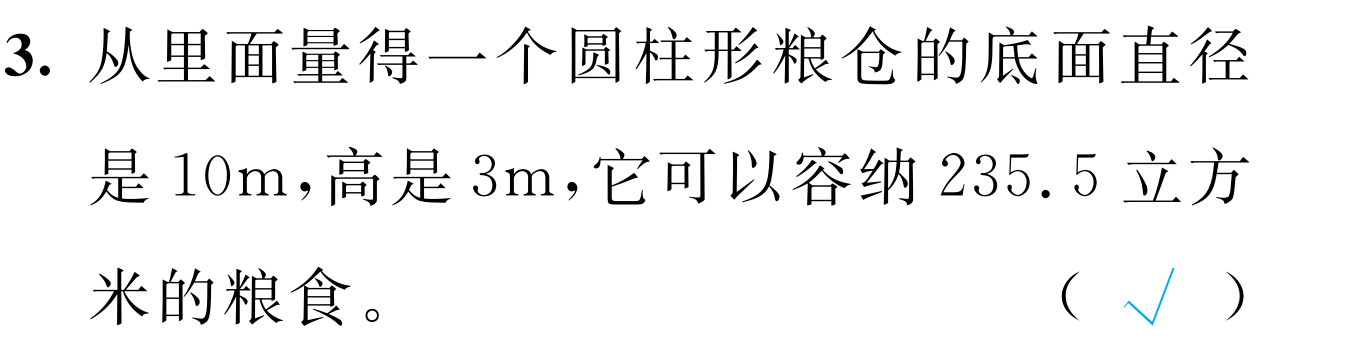 3. 从里面量得一个圆柱形粮仓的底面直径
是 10m,高是 3m,它可以容纳 235.5 立方
米的粮食。 ( √ )